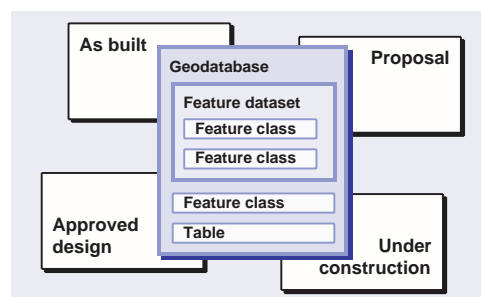 As built
Proposal
Geodatabase
Feature dataset
Feature class
Feature class
Feature class
Table
Approved
design
Under
construction